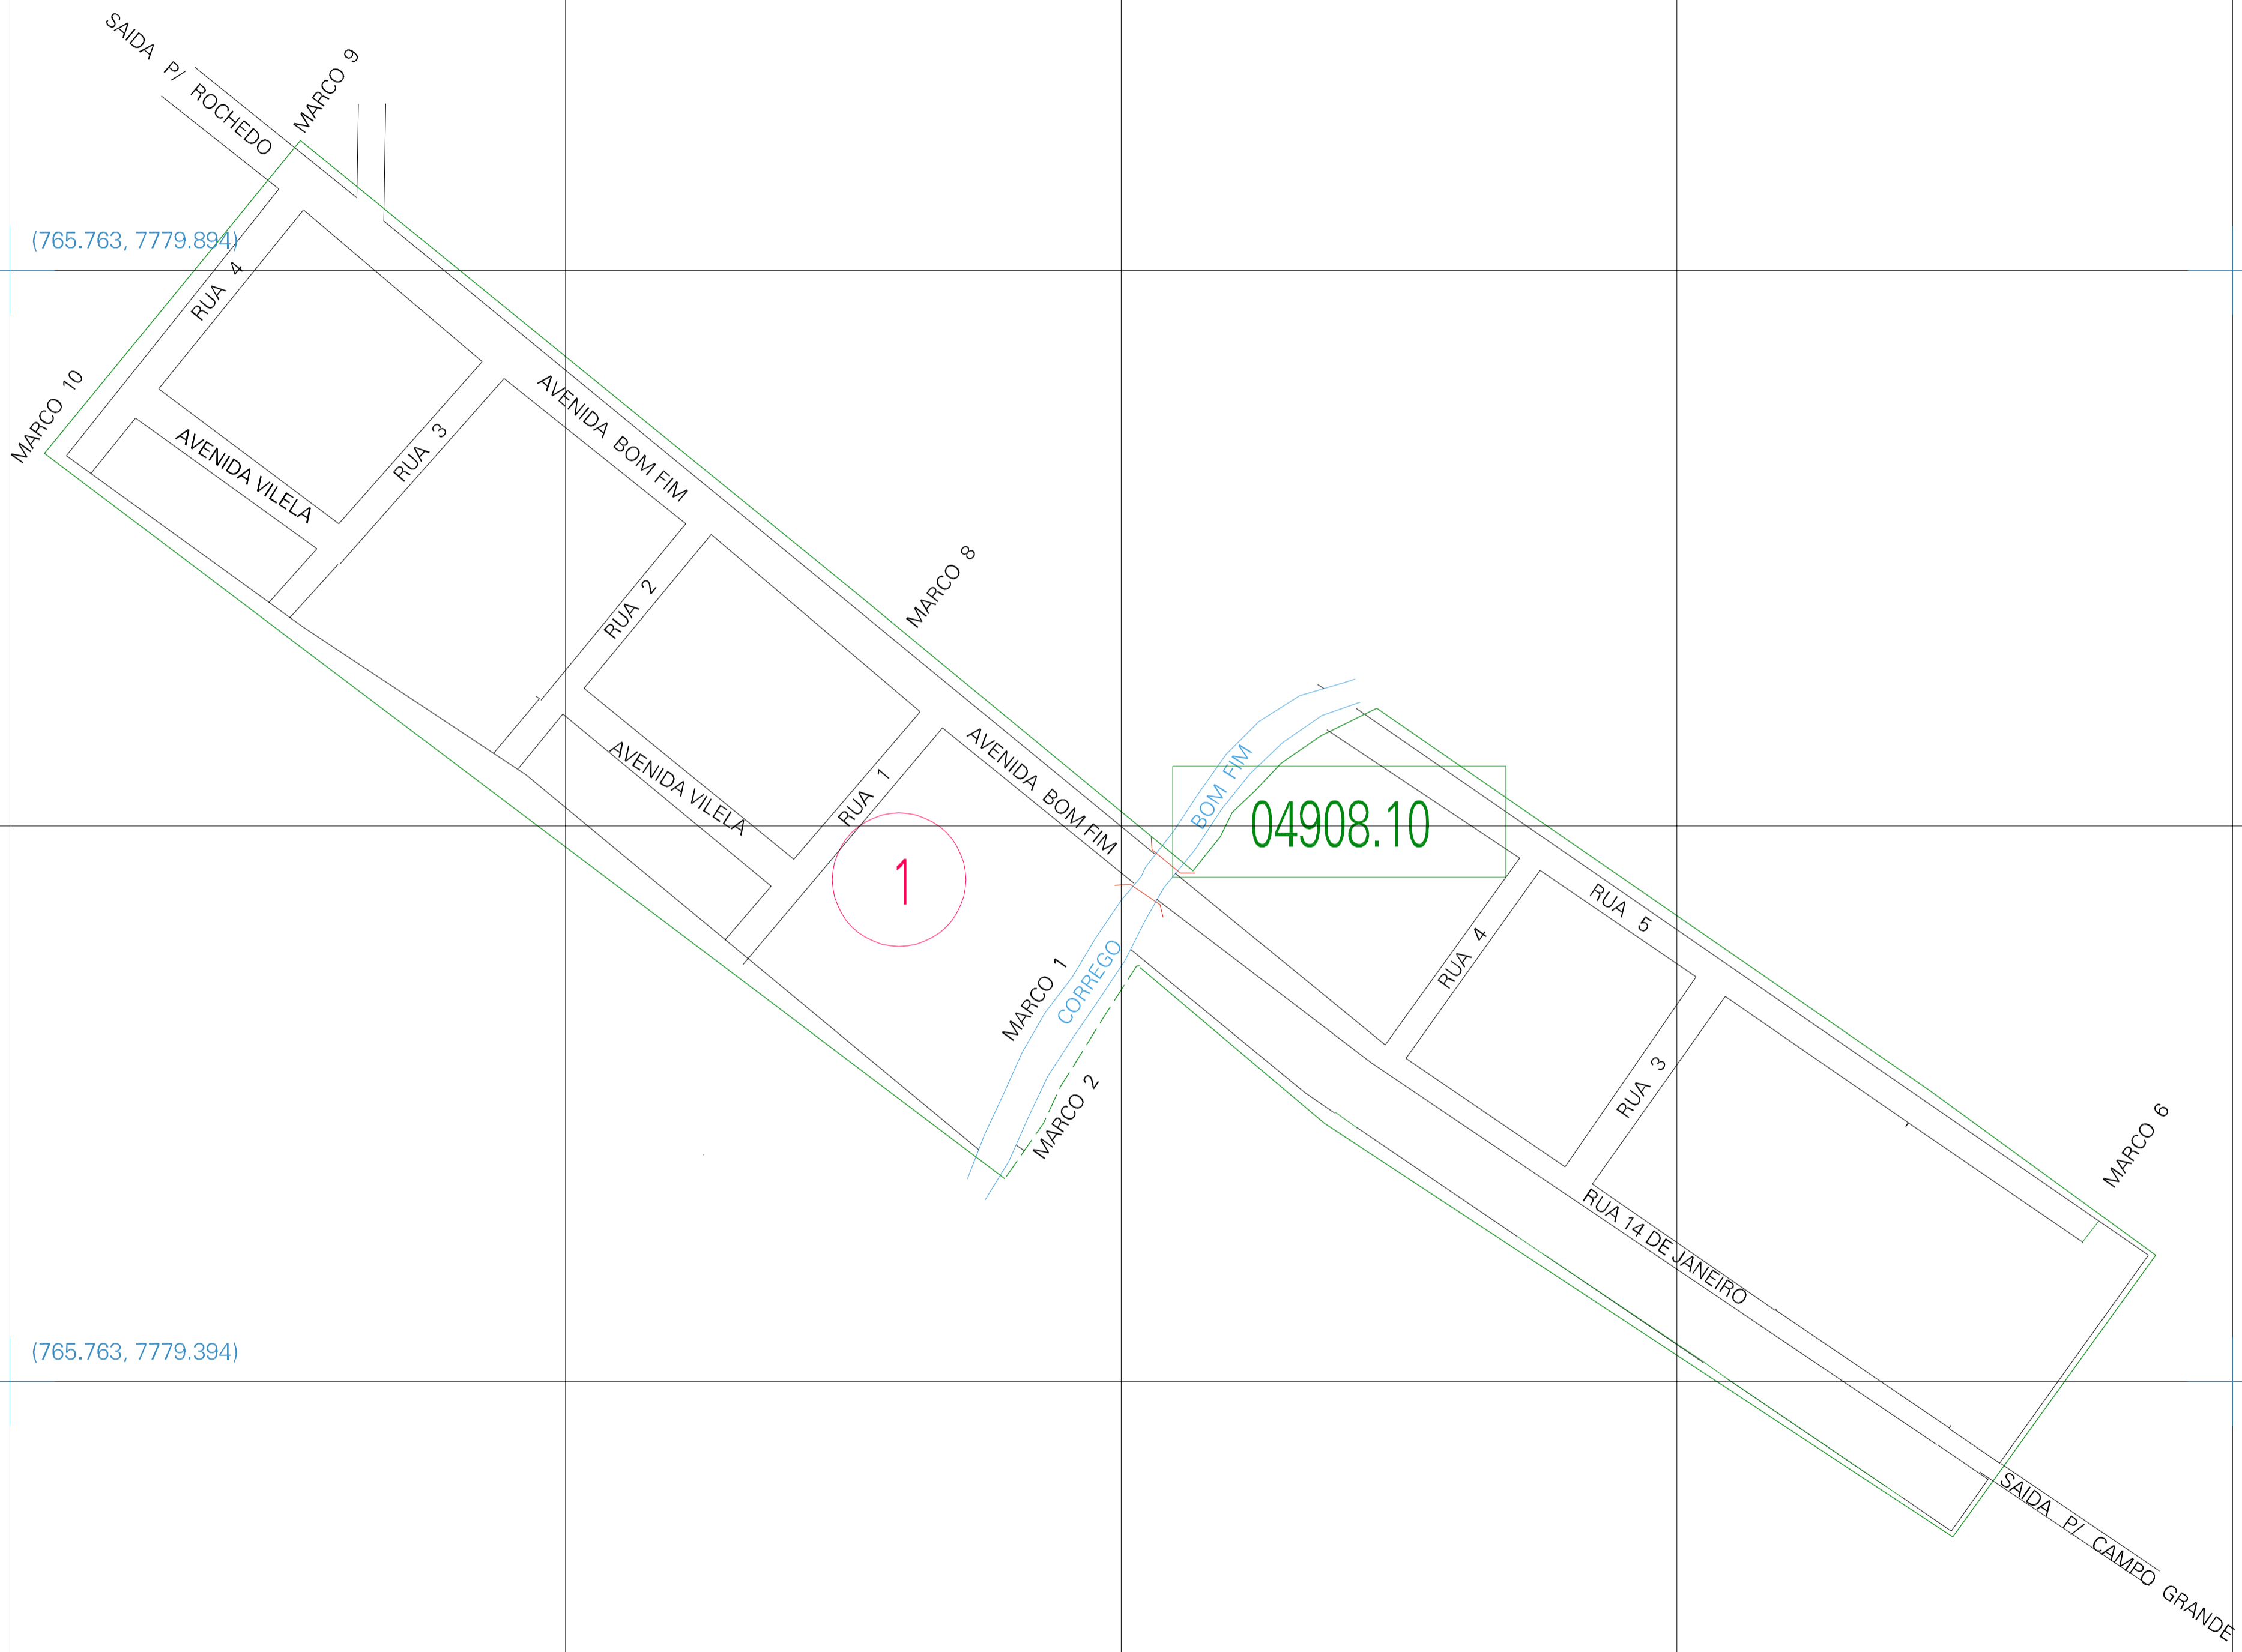 SAIDA P/ ROCHEDO
MARCO 9
(765.763, 7779.894)
RUA 4
MARCO 10
AVENIDA VILELA
RUA 3
AVENIDA BOM FIM
RUA 2
MARCO 8
AVENIDA VILELA
RUA 1
AVENIDA BOM FIM
1
BOM FIM
04908.10
CORREGO
MARCO 1
MARCO 2
RUA 5
RUA 4
RUA 3
MARCO 6
RUA 14 DE JANEIRO
(765.763, 7779.394)
SAIDA P/ CAMPO GRANDE